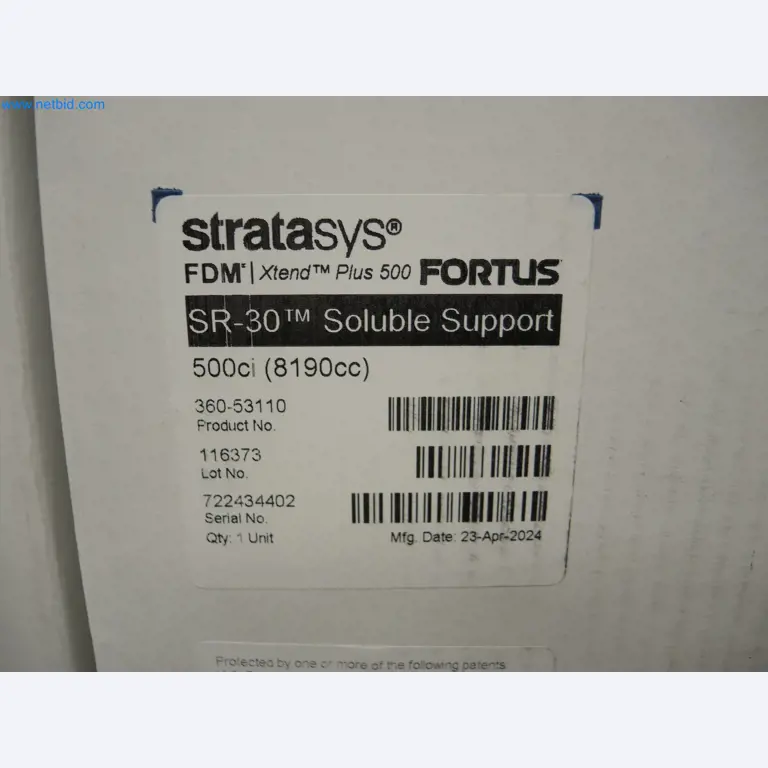 www.netbid.com
stratasys®
FDM® | Xtend™ Plus 500 FORTUS
SR-30™ Soluble Support
500ci (8190cc)
360-53110
Product No.
116373
Lot No.
722434402
Serial No.
Qty: 1 Unit Mfg. Date: 23-Apr-2024
Protected by one or more of the following patents